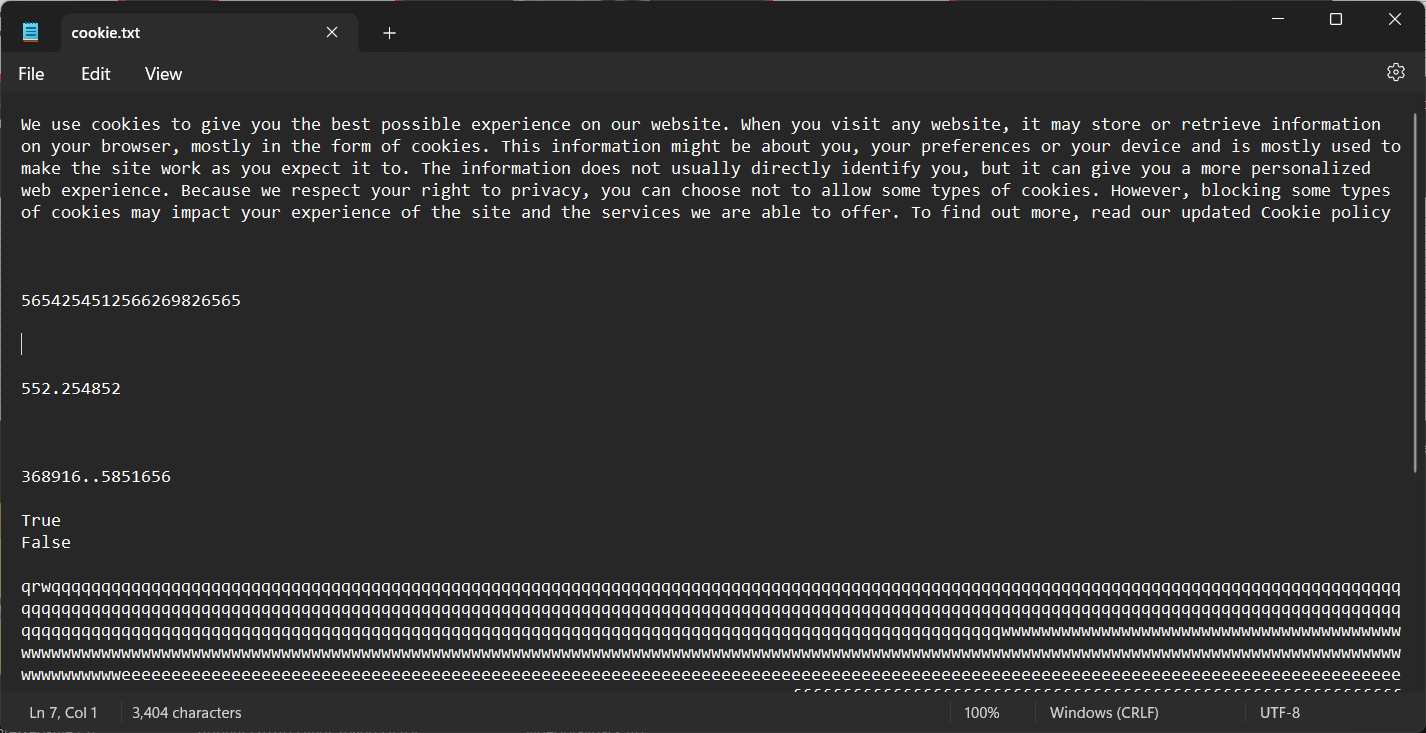 cookie.txt
File Edit View
We use cookies to give you the best possible experience on our website. When you visit any website, it may store or retrieve information
on your browser, mostly in the form of cookies. This information might be about you, your preferences or your device and is mostly used to
make the site work as you expect it to. The information does not usually directly identify you, but it can give you a more personalized
web experience. Because we respect your right to privacy, you can choose not to allow some types of cookies. However, blocking some types
of cookies may impact your experience of the site and the services we are able to offer. To find out more, read our updated Cookie policy
5654254512566269826565
552.254852
368916..5851656
True
False
qrwqqqqqqqqqqqqqqqqqqqqqqqqqqqqqqqqqqqqqqqqqqqqqqqqqqqqqqqqqqqqqqqqqqqqqqqqqqqqqqqqqqqqqqqqqqqqqqqqqqqqqqqqqqqqqqqqqqqqqqqqqqqqqqqqqqq
qqqqqqqqqqqqqqqqqqqqqqqqqqqqqqqqqqqqqqqqqqqqqqqqqqqqqqqqqqqqqqqqqqqqqqqqqqqqqqqqqqqqqqqqqqqqqqqqqqqqqqqqqqqqqqqqqqqqqqqqqqqqqqqqqqqqqq
qqqqqqqqqqqqqqqqqqqqqqqqqqqqqqqqqqqqqqqqqqqqqqqqqqqqqqqqqqqqqqqqqqqqqqqqqqqqqqqqqqqqqqqqqqqqqqqqqqwwwwwwwwwwwwwwwwwwwwwwwwwwwwwwwwwwwwwwww
wwwwwwwwwwwwwwwwwwwwwwwwwwwwwwwwwwwwwwwwwwwwwwwwwwwwwwwwwwwwwwwwwwwwwwwwwwwwwwwwwwwwwwwwwwwwwwwwwwwwwwwwwwwwwwwwwwwwwwwwwwwwwwwwwwwwww
wwwwwwwwwweeeeeeeeeeeeeeeeeeeeeeeeeeeeeeeeeeeeeeeeeeeeeeeeeeeeeeeeeeeeeeeeeeeeeeeeeeeeeeeeeeeeeeeeeeeeeeeeeeeeeeeeeeeeeeeeeeeeeeeeeeeeeeee
Ln 7, Col 1 3,404 characters 100% Windows (CRLF) UTF-8